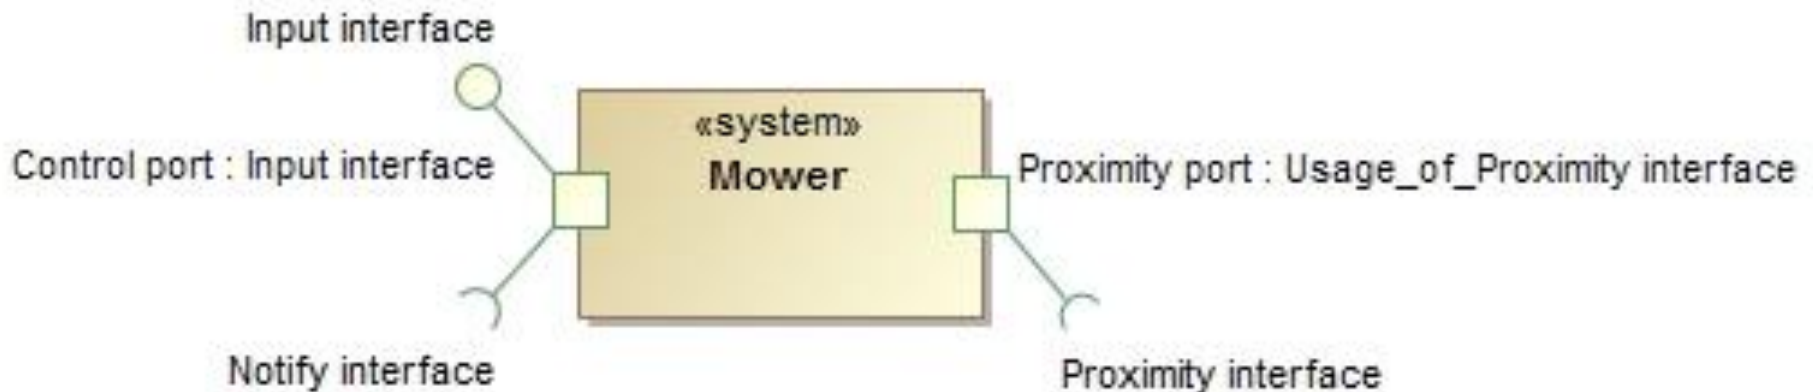 Input interface
«system»
Mower
Control port : Input interface
Proximity port : Usage_of_Proximity interface
Notify interface
Proximity interface